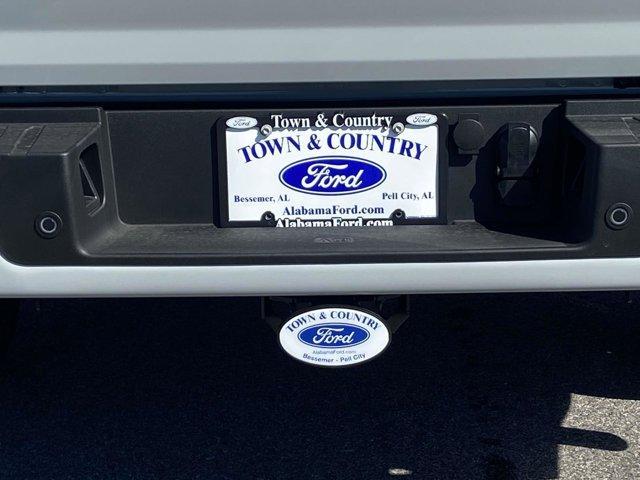 Ford Town & Country Ford
TOWN & COUNTRY
Ford
Bessemer, AL Pell City, AL
AlabamaFord.com
AlabamaFord.com
TOWN & COUNTRY
Ford
AlabamaFord.com
Bessemer - Pell City